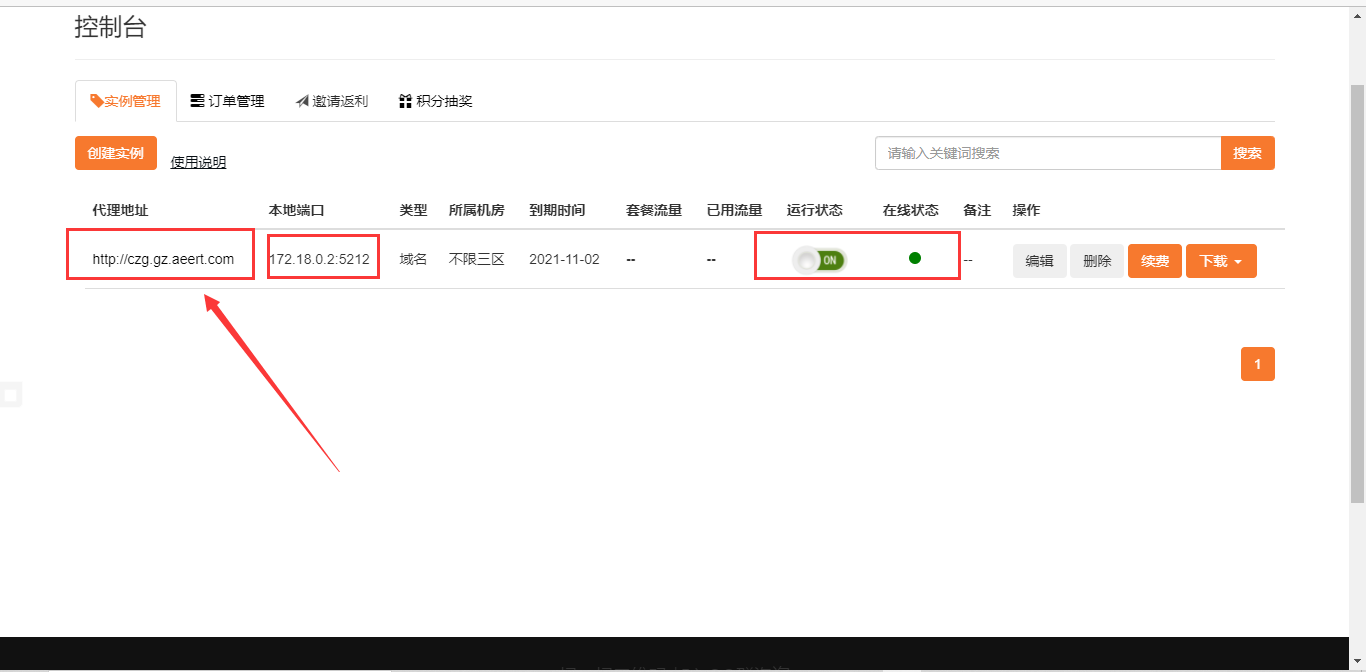 控制台
实例管理 订单管理 邀请返利 积分抽奖
创建实例 使用说明 请输入关键词搜索 搜索
代理地址 本地端口 类型 所属机房 到期时间 套餐流量 已用流量 运行状态 在线状态 备注 操作
http://czg.gz.aeert.com 172.18.0.2:5212 域名 不限三区 2021-11-02 -- -- ON -- 编辑 删除 续费 下载
1